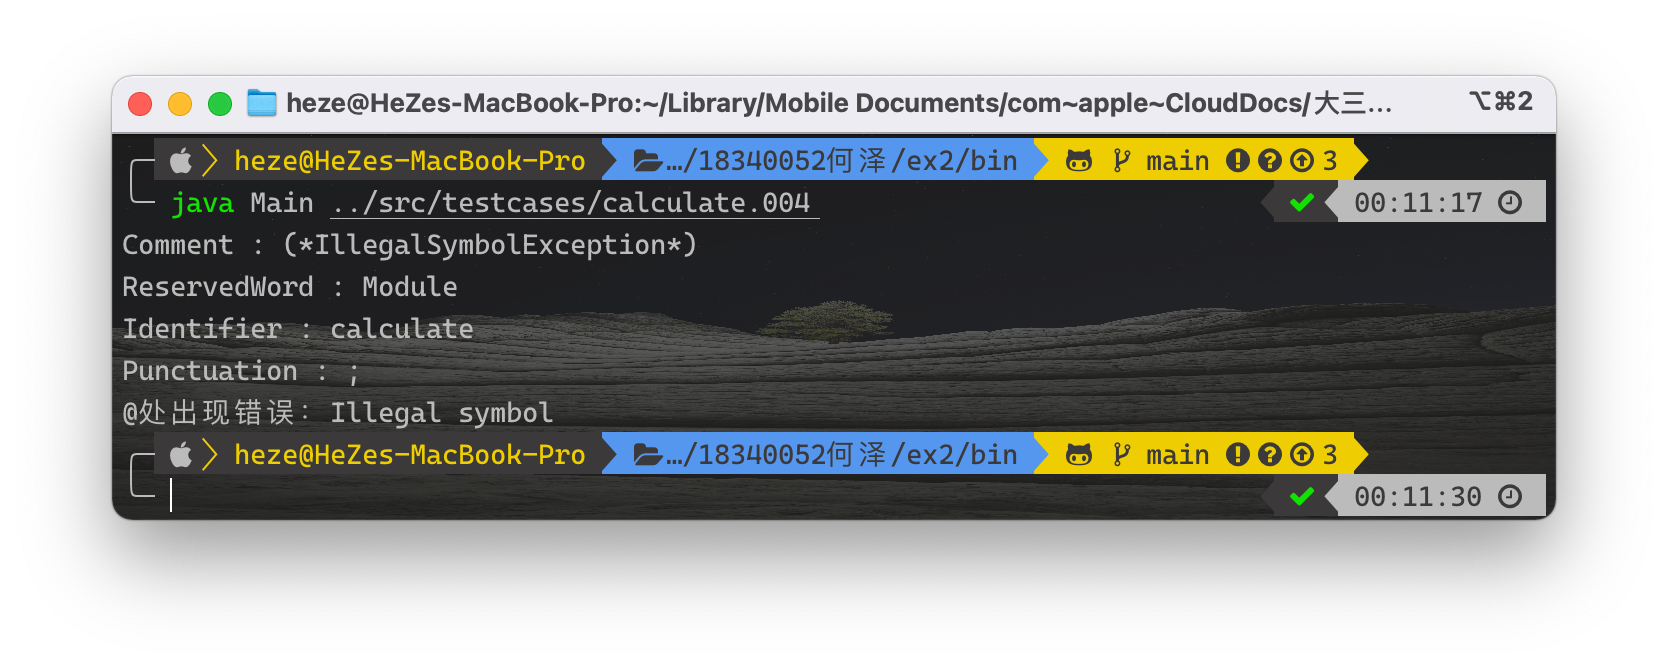 heze@HeZes-MacBook-Pro:~/Library/Mobile Documents/com~apple~CloudDocs/大三... ⌥⌘2
heze@HeZes-MacBook-Pro …/18340052何泽/ex2/bin main 3
java Main ../src/testcases/calculate.004 00:11:17
Comment : (*IllegalSymbolException*)
ReservedWord : Module
Identifier : calculate
Punctuation : ;
@处出现错误: Illegal symbol
heze@HeZes-MacBook-Pro …/18340052何泽/ex2/bin main 3
00:11:30